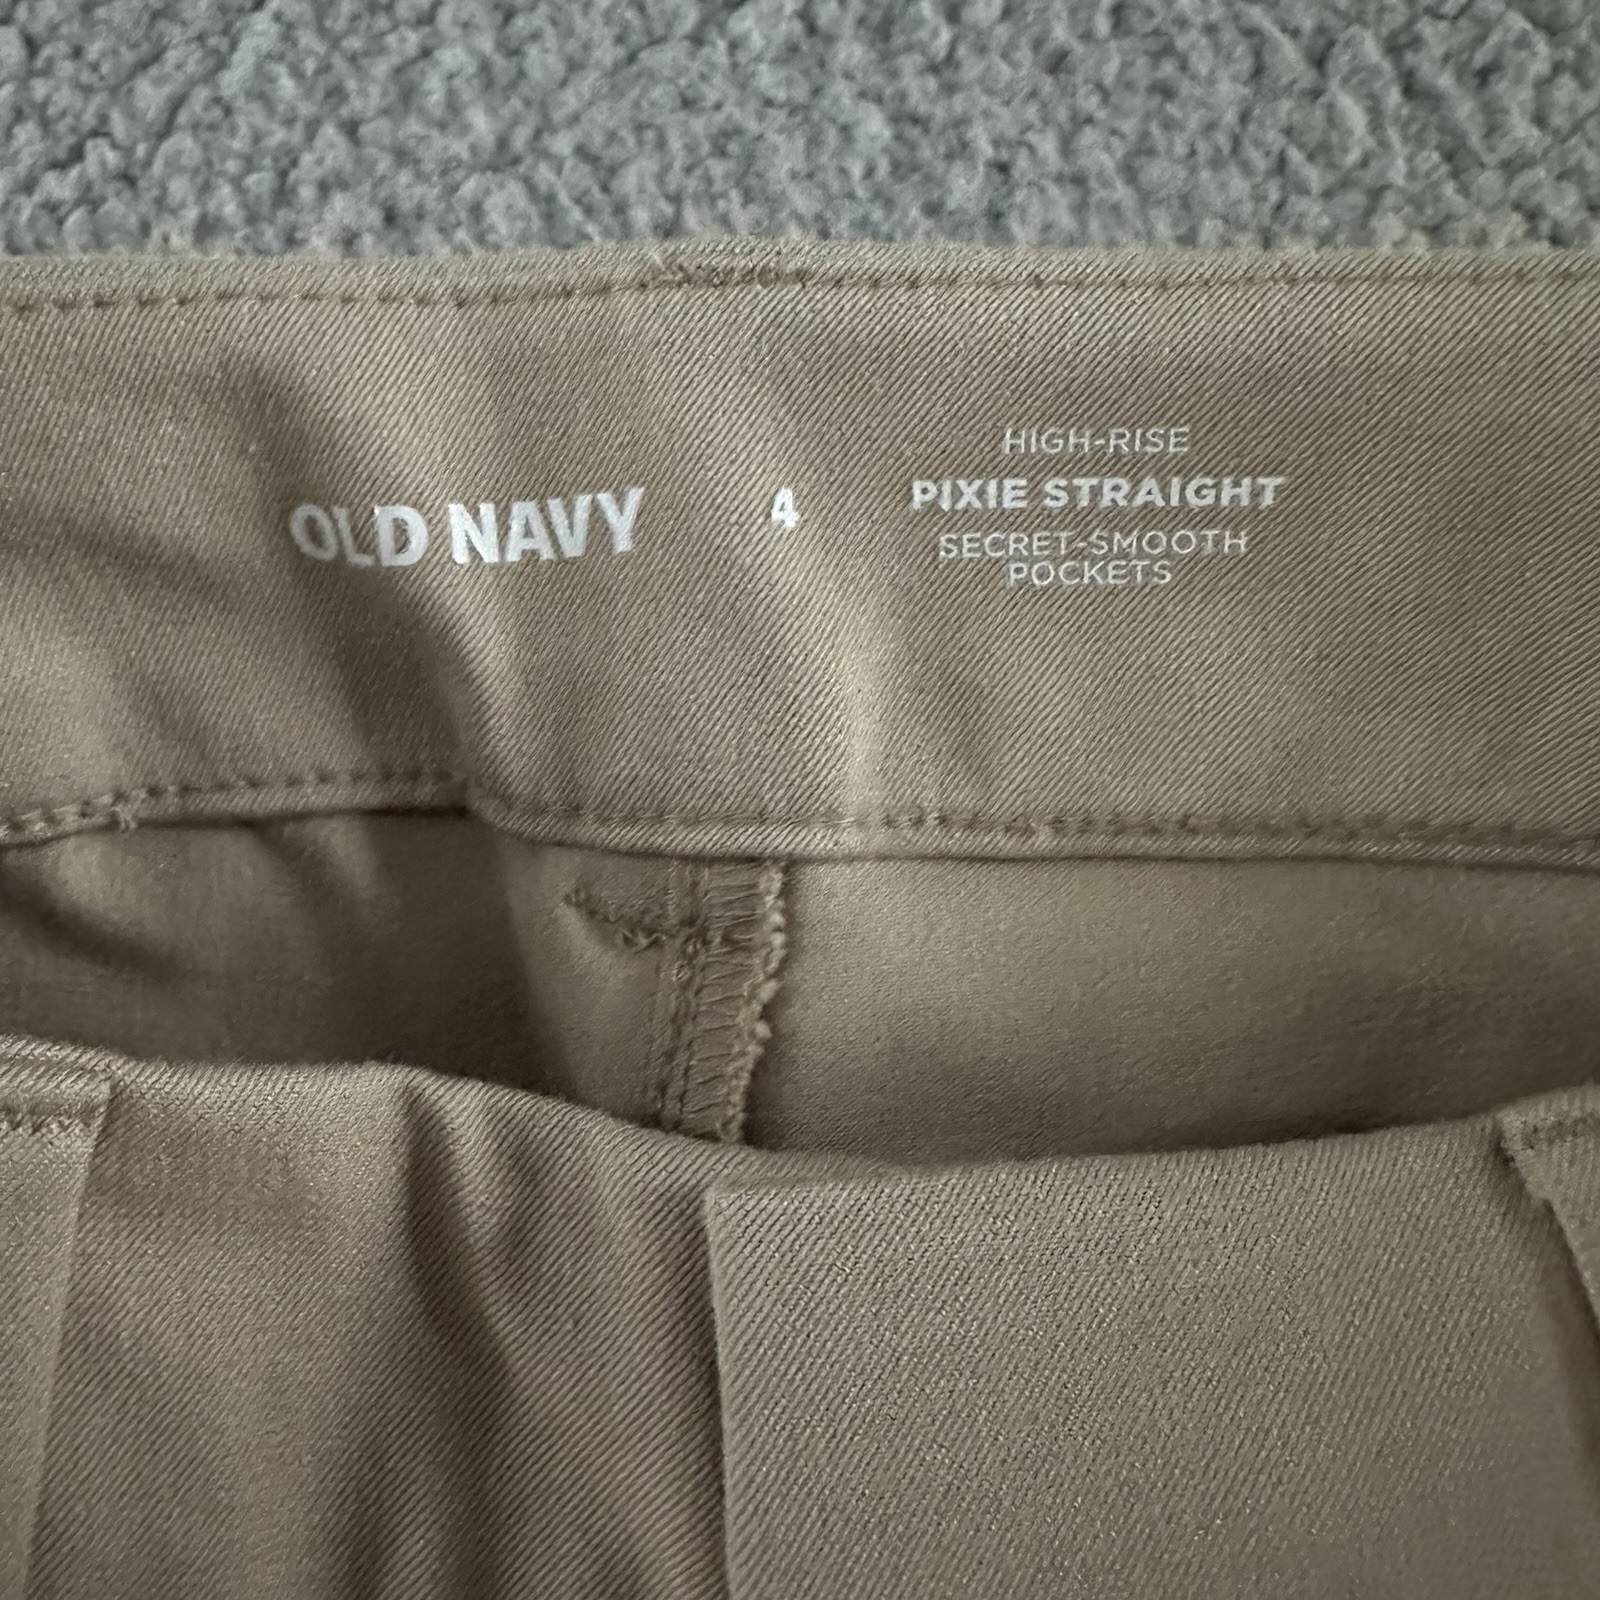 OLD NAVY
4
HIGH-RISE
PIXIE STRAIGHT
SECRET-SMOOTH
POCKETS